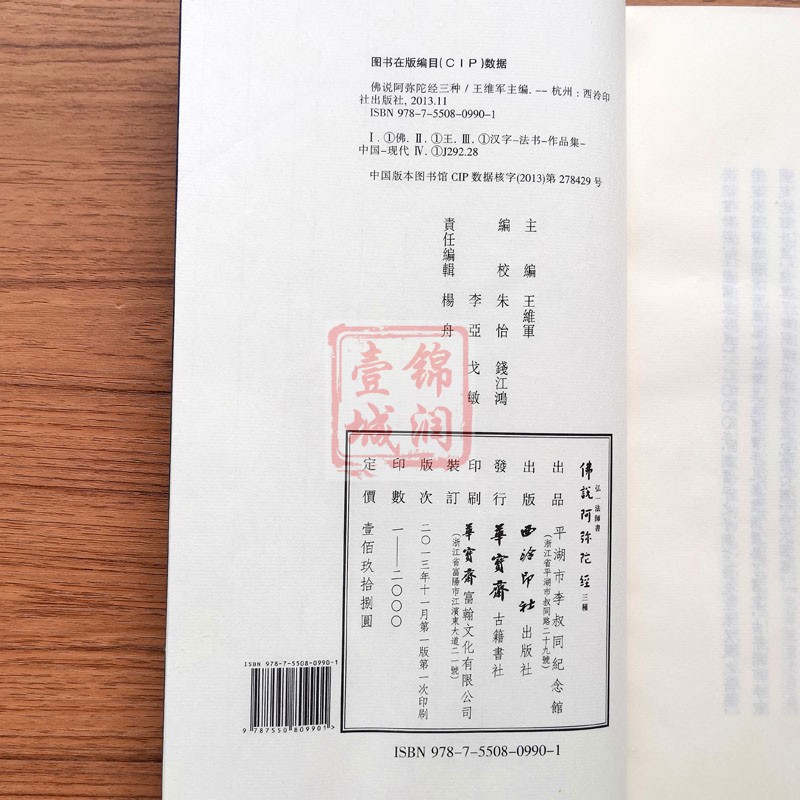 图书在版编目(CIP)数据
佛说阿弥陀经三种 / 王维军主编. -- 杭州:西泠印
社出版社, 2013.11
ISBN 978-7-5508-0990-1
Ⅰ.①佛. Ⅱ.①王. Ⅲ.①汉字-法书-作品集-
中国-现代 Ⅳ.①J292.28
中国版本图书馆 CIP 数据核字(2013)第 278429 号
主編 王維軍
編校 朱怡 錢江鴻
李亞 戈敏
責任編輯 楊舟
錦润
壹城
弘一法師書
佛說阿弥陀经三種
出品 平湖市李叔同紀念館
(浙江省平湖市叔同路二十九號)
出版 西泠印社出版社
發行 華寶齋古籍書社
印刷裝訂 華寶齋富翰文化有限公司
(浙江省富陽市江濱東大道二一號)
版次 二〇一三年十一月第一版第一次印刷
印數 一—二〇〇〇
定價 壹佰玖拾捌圓
ISBN 978-7-5508-0990-1
9 787550 809901 >
ISBN 978-7-5508-0990-1